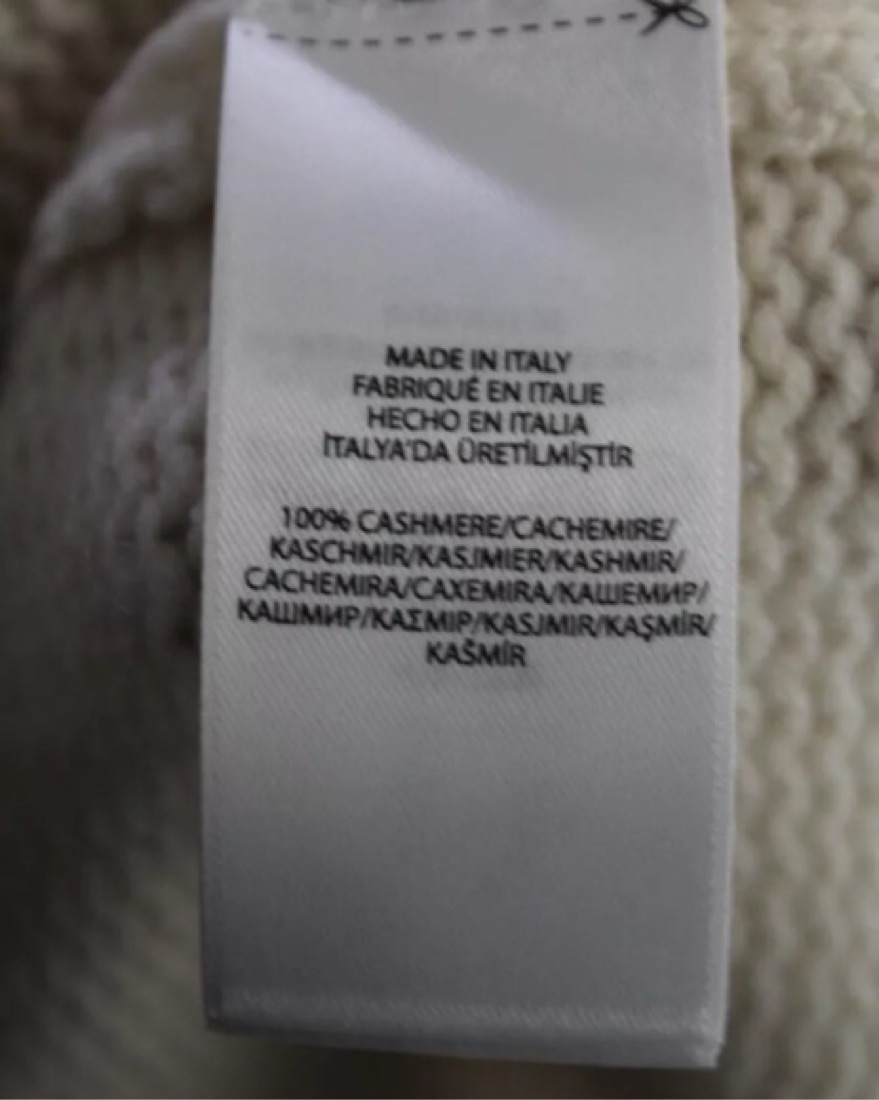 MADE IN ITALY
FABRIQUÉ EN ITALIE
HECHO EN ITALIA
İTALYA'DA ÜRETİLMİŞTİR
100% CASHMERE/CACHEMIRE/
KASCHMIR/KASJMIER/KASHMIR/
CACHEMIRA/CAXEMIRA/КАШЕМИР/
КАШМИР/ΚΑΣΜΙΡ/KASJMIR/KAŞMİR/
KAŠMÍR